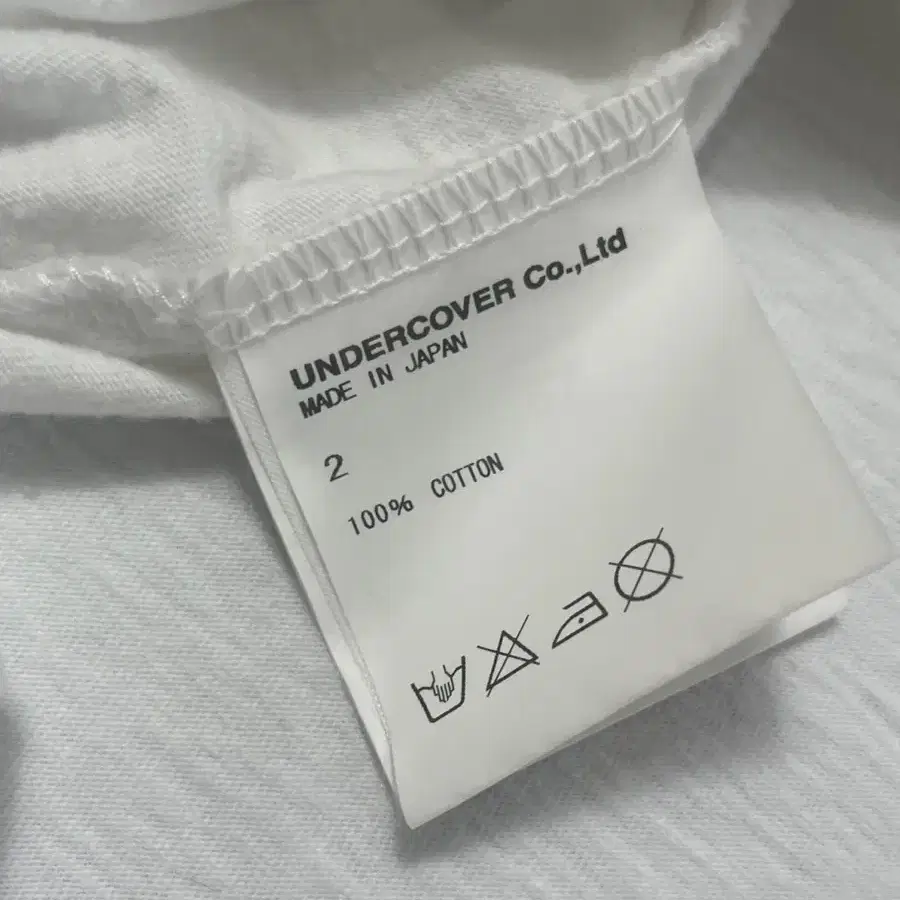 UNDERCOVER Co.,Ltd
MADE IN JAPAN
2
100% COTTON